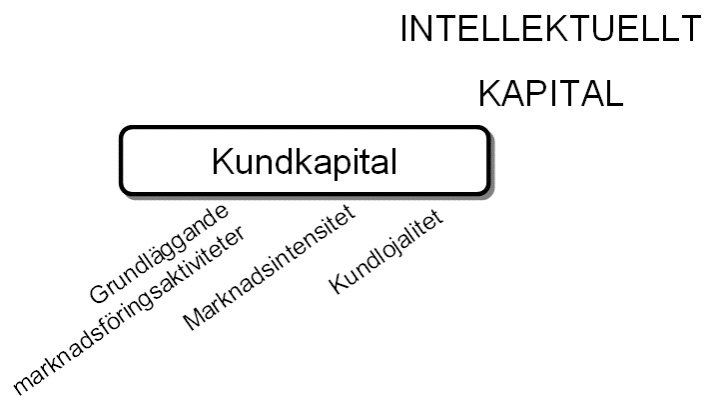 INTELLEKTUELLT
KAPITAL
Kundkapital
Grundläggande
marknadsföringsaktiviteter
Marknadsintensitet
Kundlojalitet